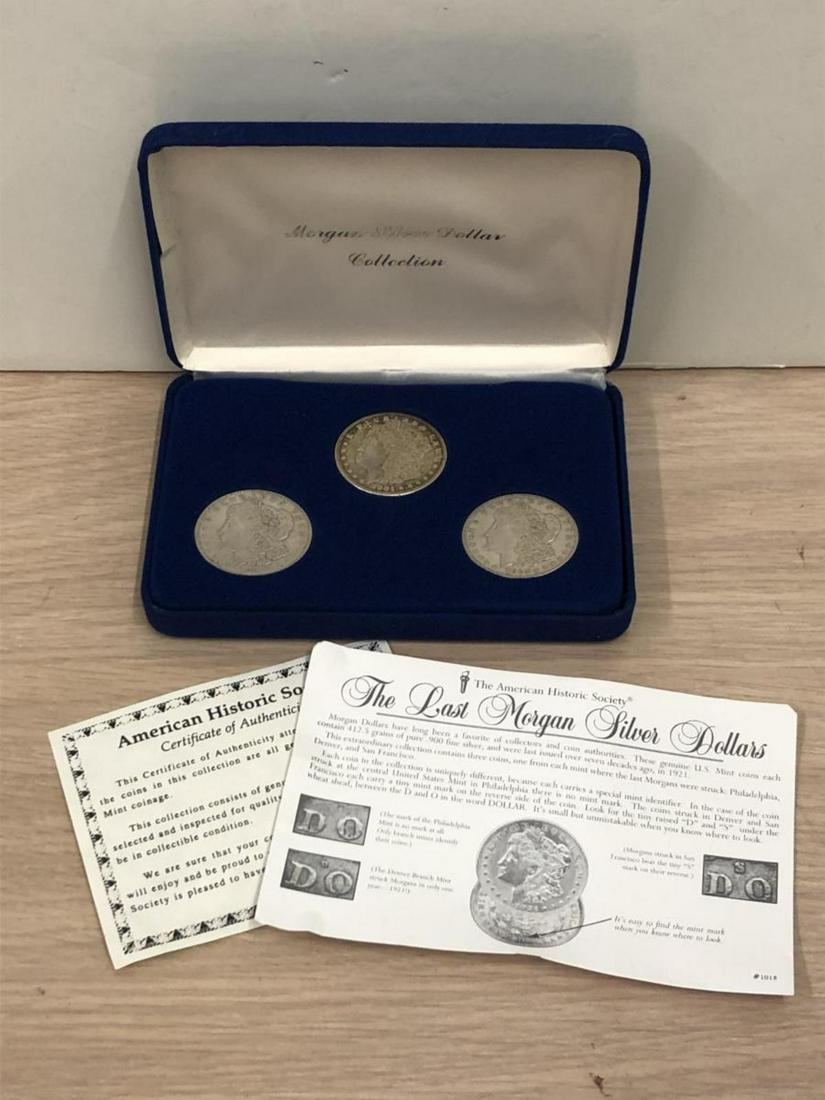 Morgan Silver Dollar
Collection
American Historic
Certificate of
This Certificate of Authenticity
the coins in this collection are all
Mint coinage.
This collection consists of
selected and inspected for
be in collectible condition.
We are sure that your
will enjoy and be proud to
Society is pleased to have
The American Historic Society®
The Last Morgan Silver Dollars
Morgan Dollars have long been a favorite of collectors and coin authorities. These genuine U.S. Mint coins each
contain 412.5 grains of pure .900 fine silver, and were last issued over seven decades ago, in 1921.
This extraordinary collection contains three coins, one from each mint where the last Morgans were struck: Philadelphia,
Denver, and San Francisco.
Each coin in the collection is uniquely different, because each carries a special mint identifier. In the case of the coin
struck at the central United States Mint in Philadelphia there is no mint mark. The coins struck in Denver and San
Francisco each carry a tiny mint mark on the reverse side of the coin. Look for the tiny raised "D" and "S" under the
wheat sheaf, between the D and O in the word DOLLAR. It's small but unmistakable when you know where to look.
D O
(The mark of the Philadelphia
Mint is no mark at all.
Only branch mints identify
their coins.)
D O
(The Denver Branch Mint
struck Morgans in only one
year... 1921!)
(Morgans struck in San
Francisco bear the tiny "S"
mark on their reverse.)
S
D O
It's easy to find the mint mark
when you know where to look.
#1018